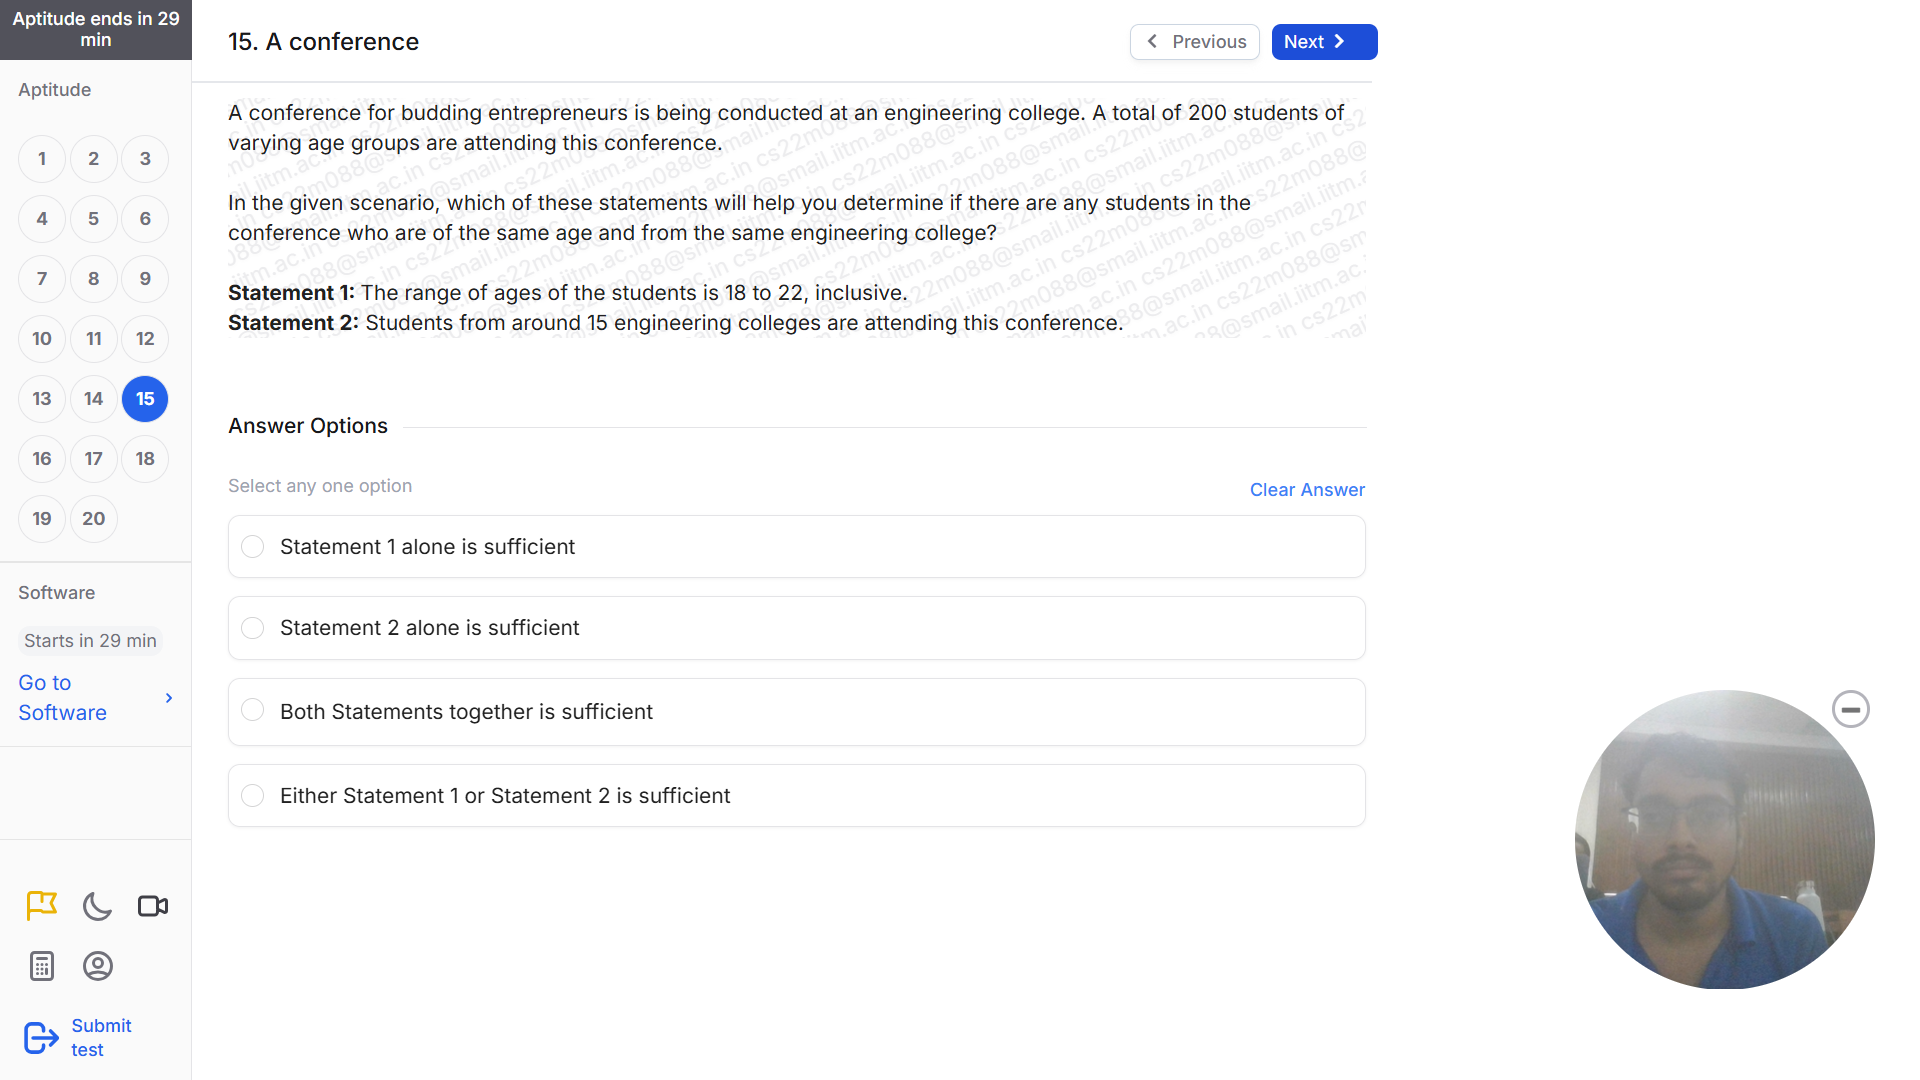 Aptitude ends in 29
min
15. A conference
Previous
Next
Aptitude
1 2 3
4 5 6
7 8 9
10 11 12
13 14 15
16 17 18
19 20
Software
Starts in 29 min
Go to
Software
Submit
test
A conference for budding entrepreneurs is being conducted at an engineering college. A total of 200 students of
varying age groups are attending this conference.
In the given scenario, which of these statements will help you determine if there are any students in the
conference who are of the same age and from the same engineering college?
Statement 1: The range of ages of the students is 18 to 22, inclusive.
Statement 2: Students from around 15 engineering colleges are attending this conference.
Answer Options
Select any one option
Clear Answer
Statement 1 alone is sufficient
Statement 2 alone is sufficient
Both Statements together is sufficient
Either Statement 1 or Statement 2 is sufficient